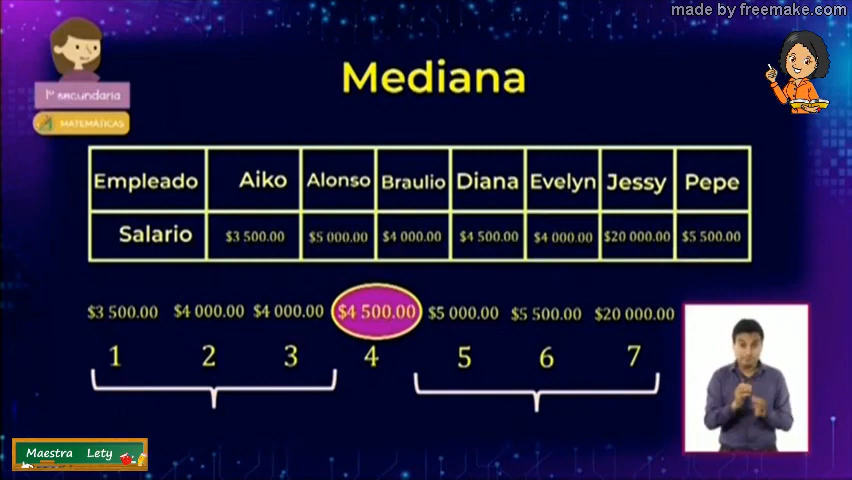 made by freemake.com
Mediana
1º secundaria
MATEMÁTICAS
Empleado Aiko Alonso Braulio Diana Evelyn Jessy Pepe
Salario $3 500.00 $5 000.00 $4 000.00 $4 500.00 $4 000.00 $20 000.00 $5 500.00
$3 500.00 $4 000.00 $4 000.00 $4 500.00 $5 000.00 $5 500.00 $20 000.00
1 2 3 4 5 6 7
Maestra Lety